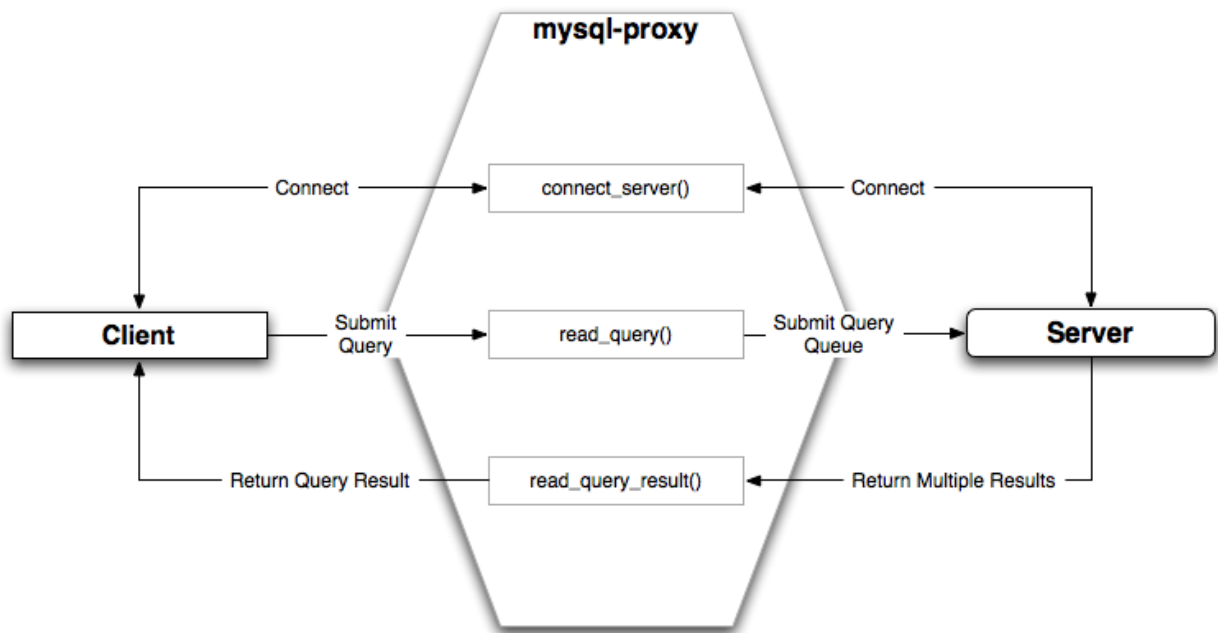 mysql-proxy
Connect
connect_server()
Connect
Client
Submit
Query
read_query()
Submit Query
Queue
Server
Return Query Result
read_query_result()
Return Multiple Results